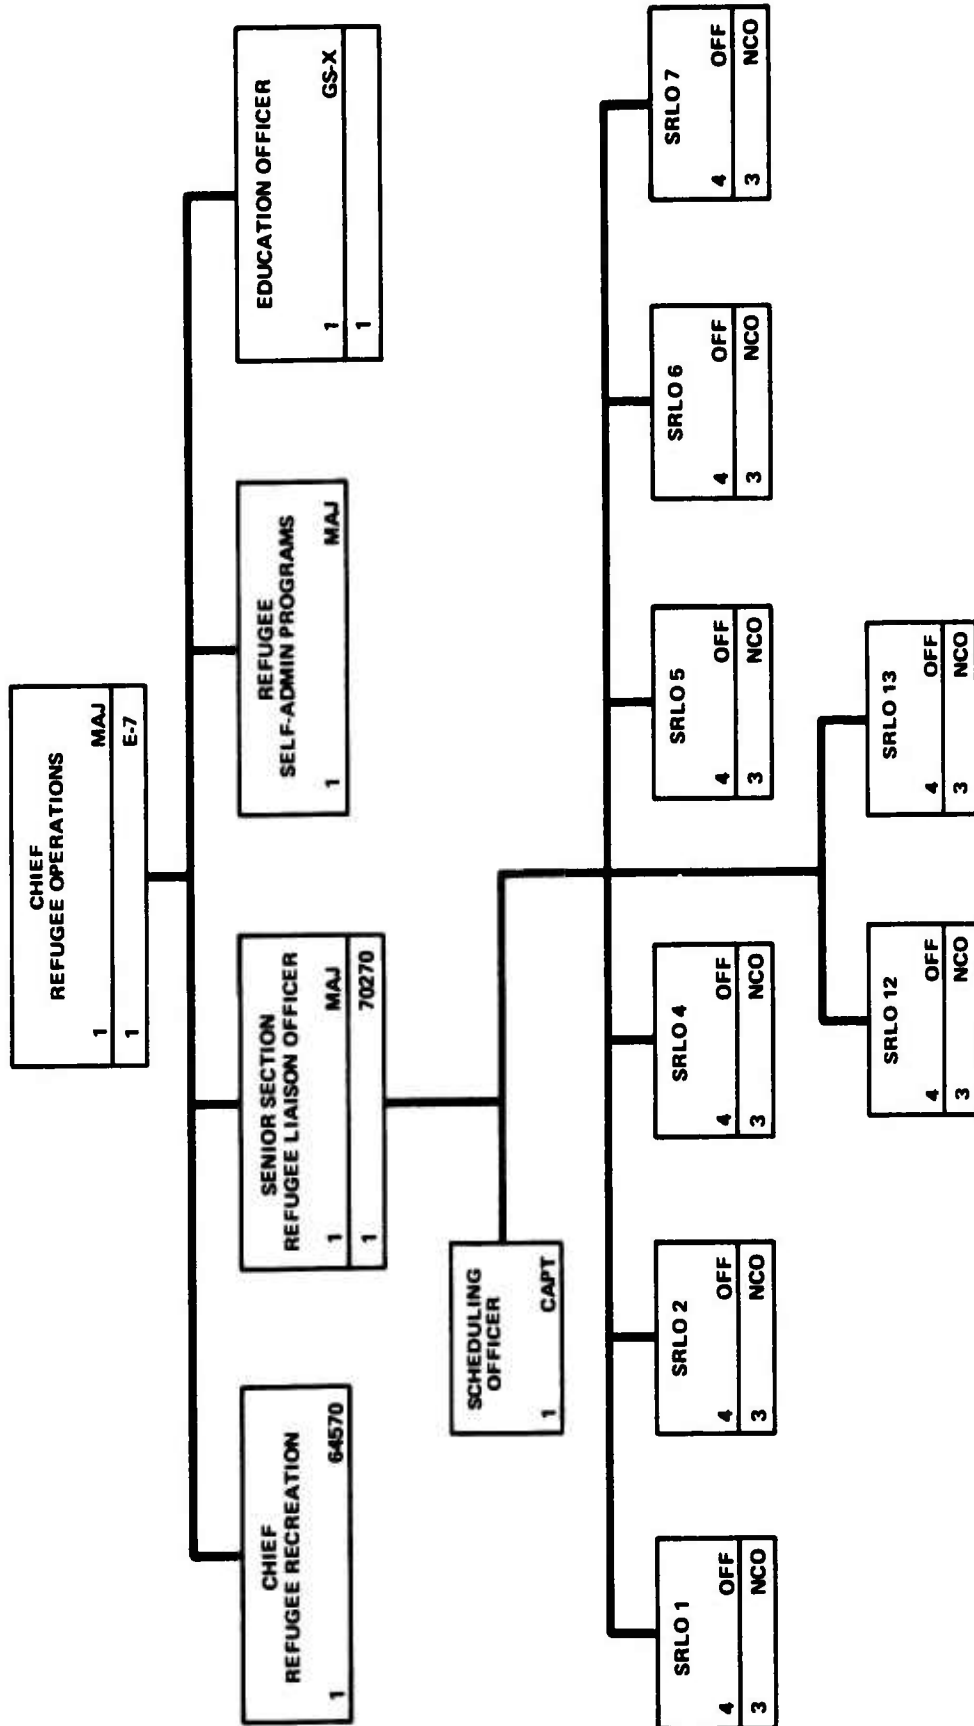 CHIEF
REFUGEE OPERATIONS
1 MAJ
1 E-7
CHIEF
REFUGEE RECREATION
1 64570
SENIOR SECTION
REFUGEE LIAISON OFFICER
1 MAJ
1 70270
REFUGEE
SELF-ADMIN PROGRAMS
1 MAJ
EDUCATION OFFICER
1 GS-X
1
SCHEDULING
OFFICER
1 CAPT
SRLO 1
4 OFF
3 NCO
SRLO 2
4 OFF
3 NCO
SRLO 4
4 OFF
3 NCO
SRLO 5
4 OFF
3 NCO
SRLO 6
4 OFF
3 NCO
SRLO 7
4 OFF
3 NCO
SRLO 12
4 OFF
3 NCO
SRLO 13
4 OFF
3 NCO